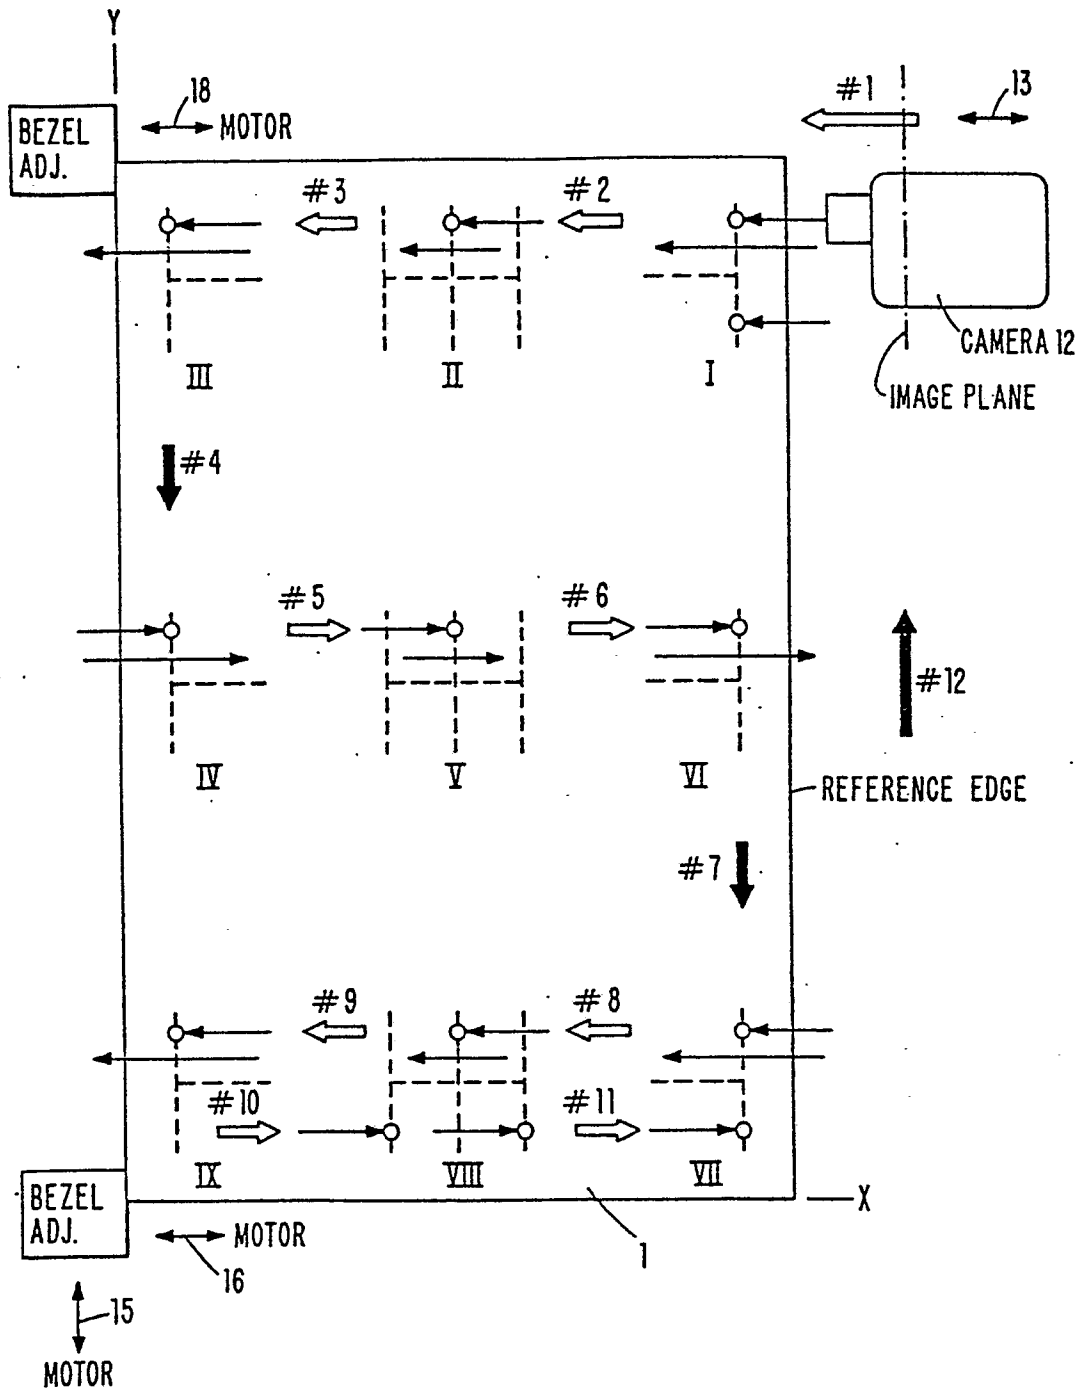 Y
BEZEL
ADJ.
18
MOTOR
#1
13
#3
#2
CAMERA 12
IMAGE PLANE
III
II
I
#4
#5
#6
#12
IV
V
VI
REFERENCE EDGE
#7
#9
#8
#10
#11
IX
VIII
VII
BEZEL
ADJ.
X
MOTOR
16
1
15
MOTOR